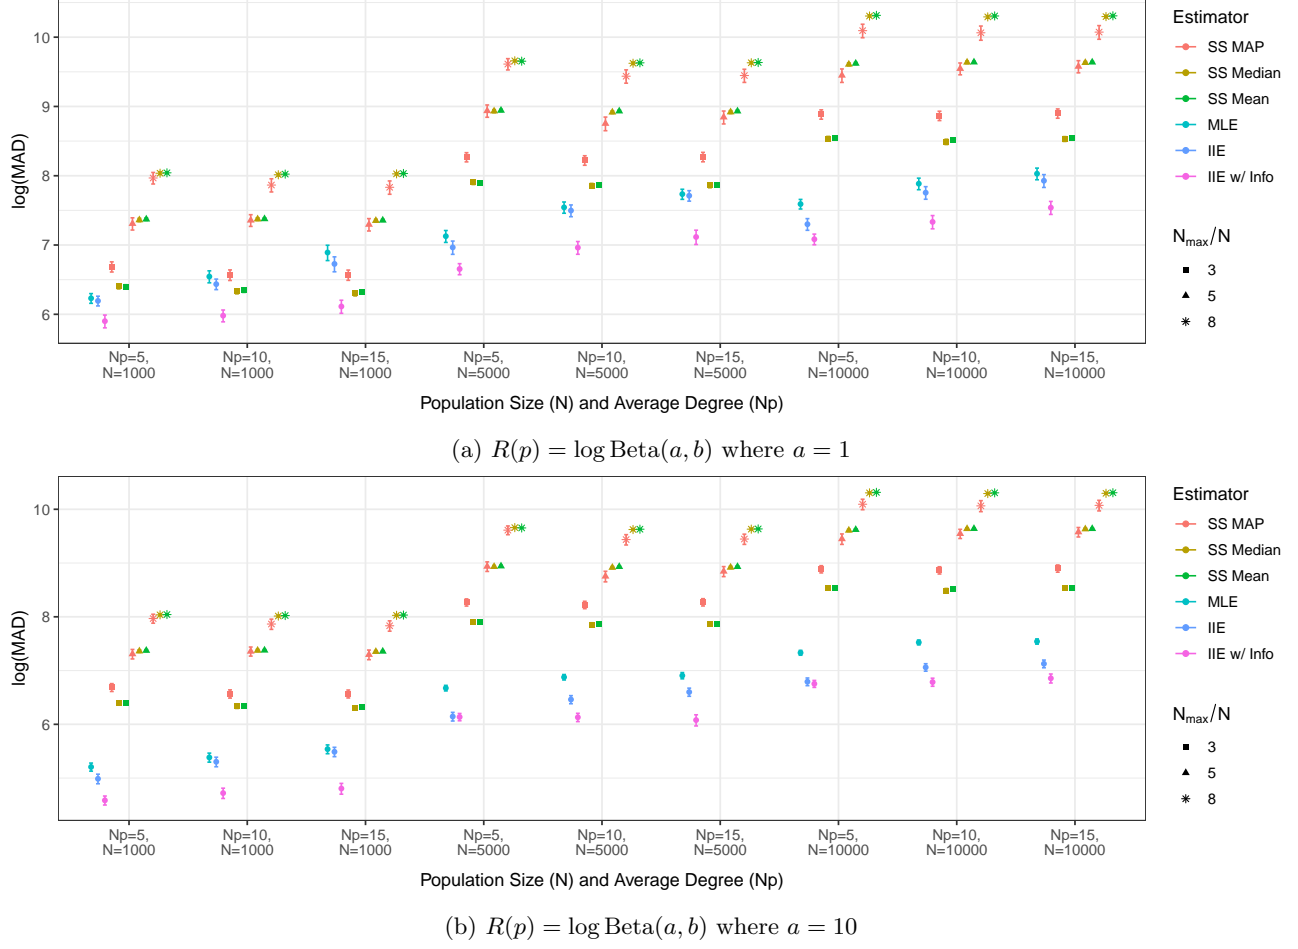 10
9
8
7
6
log(MAD)
Np=5,
N=1000
Np=10,
N=1000
Np=15,
N=1000
Np=5,
N=5000
Np=10,
N=5000
Np=15,
N=5000
Np=5,
N=10000
Np=10,
N=10000
Np=15,
N=10000
Population Size (N) and Average Degree (Np)
Estimator
SS MAP
SS Median
SS Mean
MLE
IIE
IIE w/ Info
N_max/N
3
5
8
(a) R(p) = log Beta(a, b) where a = 1
10
8
6
log(MAD)
Np=5,
N=1000
Np=10,
N=1000
Np=15,
N=1000
Np=5,
N=5000
Np=10,
N=5000
Np=15,
N=5000
Np=5,
N=10000
Np=10,
N=10000
Np=15,
N=10000
Population Size (N) and Average Degree (Np)
Estimator
SS MAP
SS Median
SS Mean
MLE
IIE
IIE w/ Info
N_max/N
3
5
8
(b) R(p) = log Beta(a, b) where a = 10